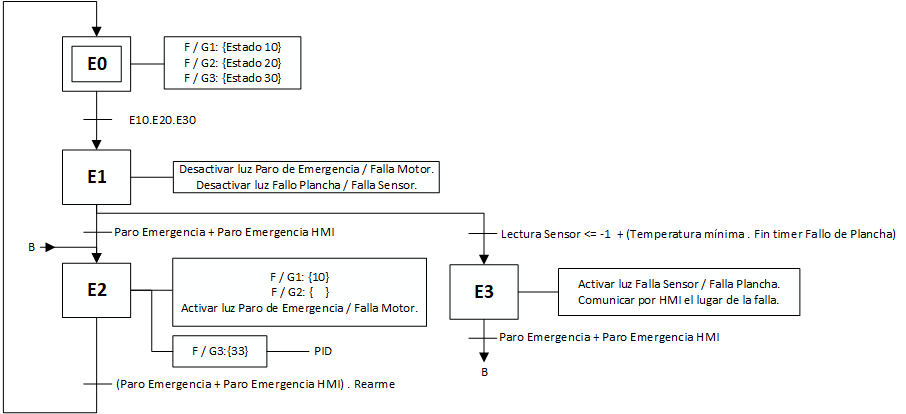 E0
F / G1: {Estado 10}
F / G2: {Estado 20}
F / G3: {Estado 30}
E10.E20.E30
E1
Desactivar luz Paro de Emergencia / Falla Motor.
Desactivar luz Fallo Plancha / Falla Sensor.
Paro Emergencia + Paro Emergencia HMI
B
E2
F / G1: {10}
F / G2: {   }
Activar luz Paro de Emergencia / Falla Motor.
F / G3:{33}
PID
(Paro Emergencia + Paro Emergencia HMI) . Rearme
Lectura Sensor <= -1  + (Temperatura mínima . Fin timer Fallo de Plancha)
E3
Activar luz Falla Sensor / Falla Plancha.
Comunicar por HMI el lugar de la falla.
Paro Emergencia + Paro Emergencia HMI
B